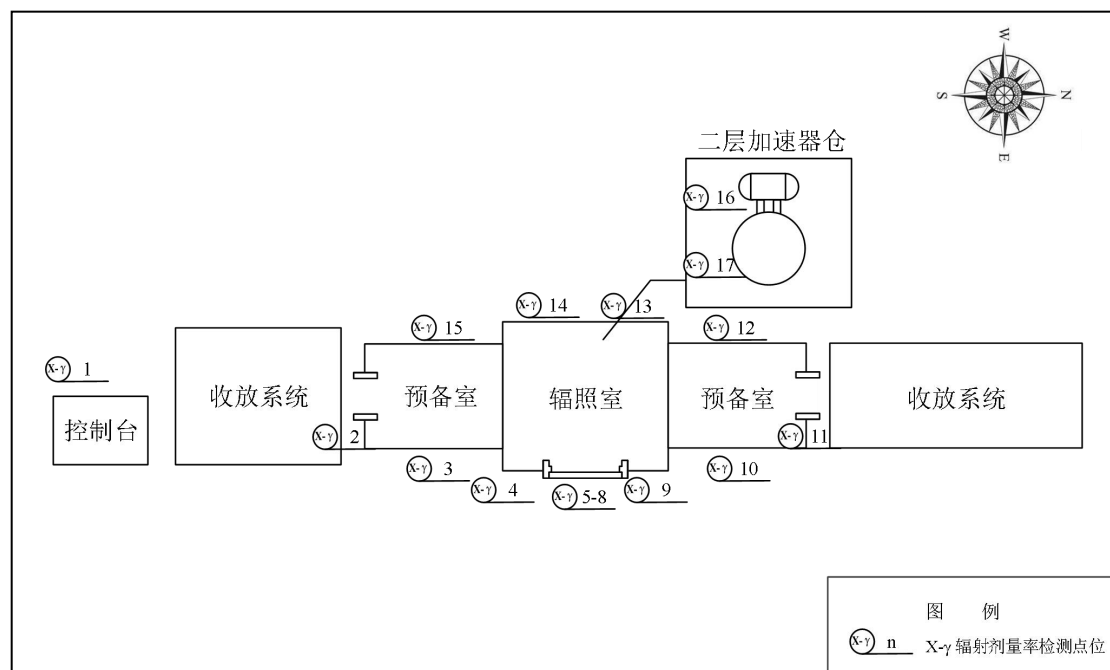 W
S
N
E
二层加速器仓
X-γ 16
X-γ 17
X-γ 14
X-γ 13
X-γ 15
X-γ 12
X-γ 1
收放系统
预备室
辐照室
预备室
收放系统
控制台
X-γ 2
X-γ 11
X-γ 3
X-γ 10
X-γ 4
X-γ 5-8
X-γ 9
图 例
X-γ n X-γ 辐射剂量率检测点位